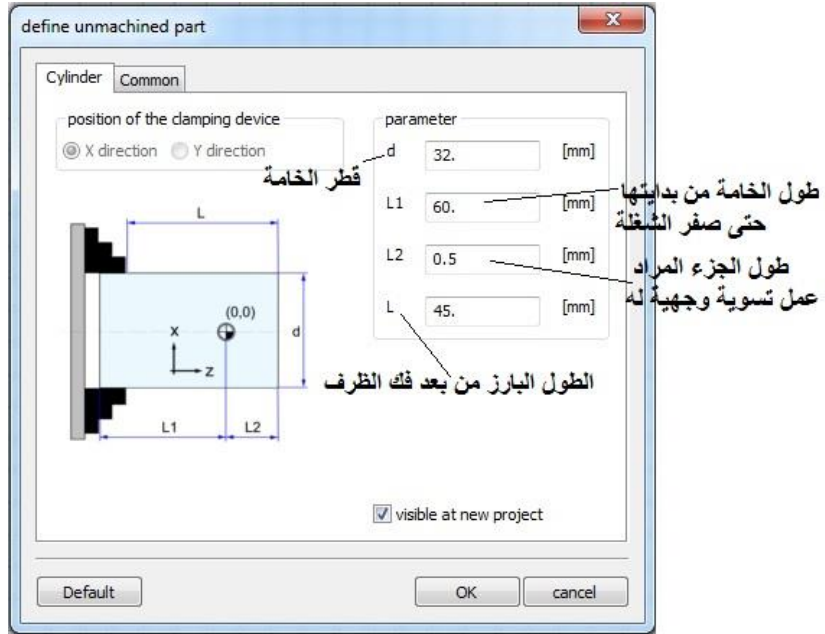 define unmachined part
Cylinder Common
position of the clamping device
X direction Y direction
parameter
d 32. [mm]
قطر الخامة
L1 60. [mm]
طول الخامة من بدايتها
حتى صفر الشغلة
L2 0.5 [mm]
طول الجزء المراد
عمل تسوية وجهية له
L 45. [mm]
الطول البارز من بعد فك الظرف
L
(0,0)
X
Z
d
L1 L2
visible at new project
Default OK cancel